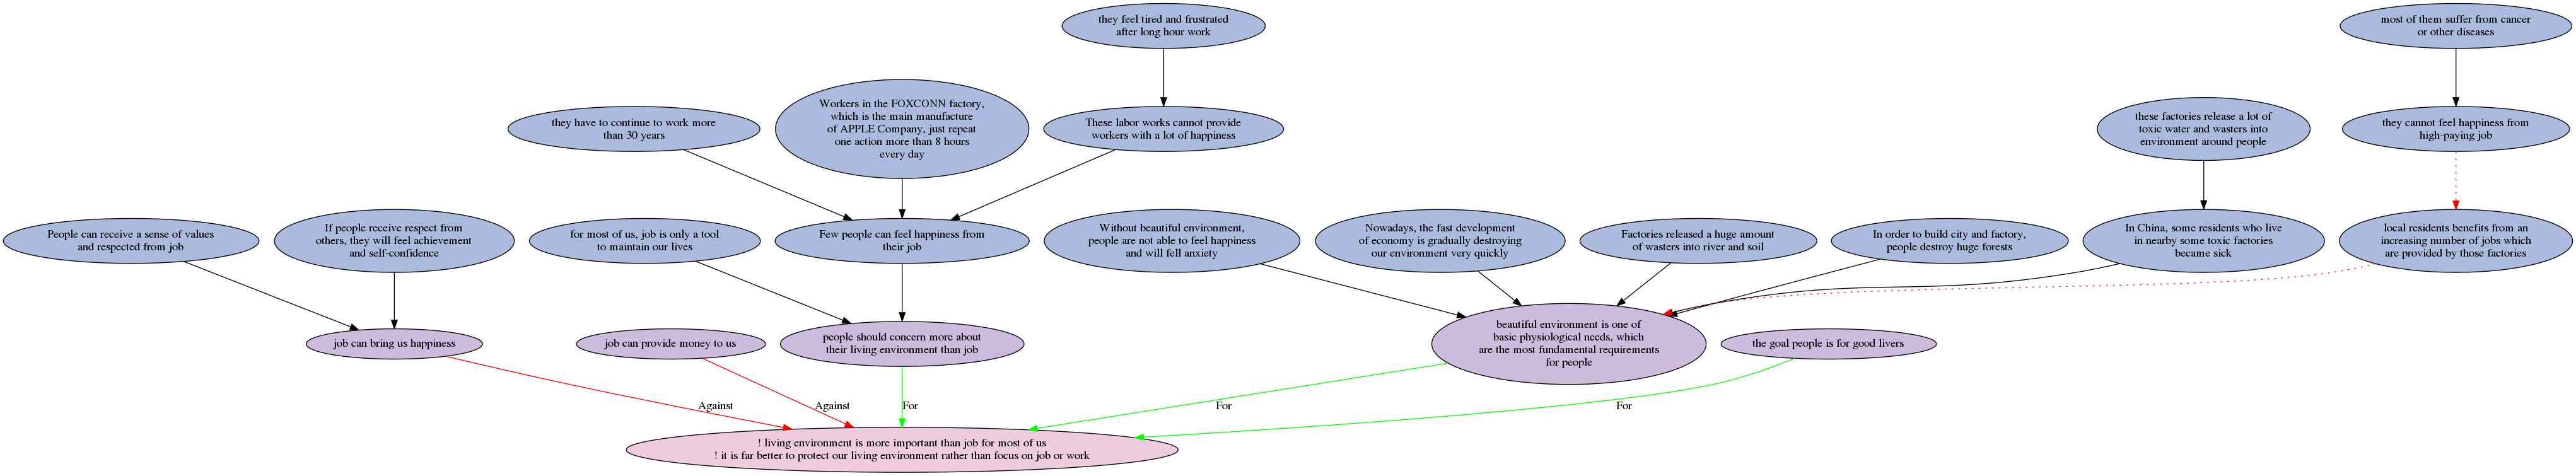 they feel tired and frustrated
after long hour work
most of them suffer from cancer
or other diseases
they have to continue to work more
than 30 years
Workers in the FOXCONN factory,
which is the main manufacture
of APPLE Company, just repeat
one action more than 8 hours
every day
These labor works cannot provide
workers with a lot of happiness
these factories release a lot of
toxic water and wasters into
environment around people
they cannot feel happiness from
high-paying job
People can receive a sense of values
and respected from job
If people receive respect from
others, they will feel achievement
and self-confidence
for most of us, job is only a tool
to maintain our lives
Few people can feel happiness from
their job
Without beautiful environment,
people are not able to feel happiness
and will fell anxiety
Nowadays, the fast development
of economy is gradually destroying
our environment very quickly
Factories released a huge amount
of wasters into river and soil
In order to build city and factory,
people destroy huge forests
In China, some residents who live
in nearby some toxic factories
became sick
local residents benefits from an
increasing number of jobs which
are provided by those factories
job can bring us happiness
job can provide money to us
people should concern more about
their living environment than job
beautiful environment is one of
basic physiological needs, which
are the most fundamental requirements
for people
the goal people is for good livers
Against
Against
For
For
For
! living environment is more important than job for most of us
! it is far better to protect our living environment rather than focus on job or work